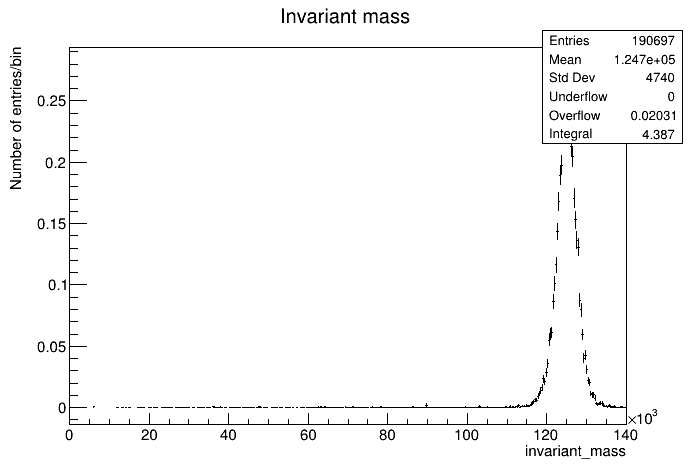 Invariant mass
Number of entries/bin
Entries 190697
Mean 1.247e+05
Std Dev 4740
Underflow 0
Overflow 0.02031
Integral 4.387
0.25
0.2
0.15
0.1
0.05
0
0 20 40 60 80 100 120 140
×10³
invariant_mass